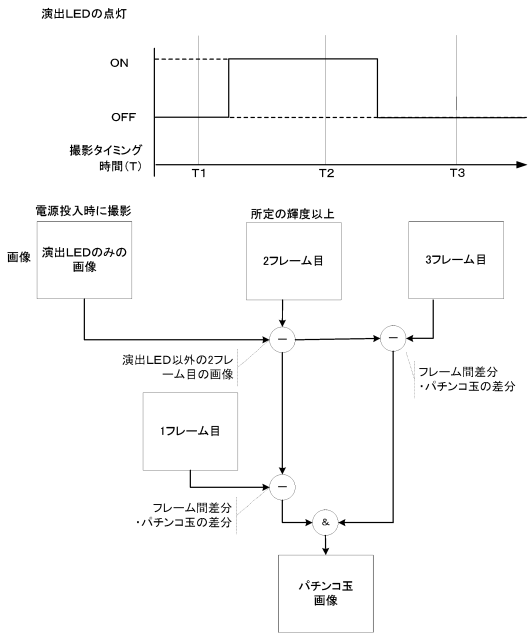 演出LEDの点灯
ON
OFF
撮影タイミング
時間(T)
T1
T2
T3
電源投入時に撮影
所定の輝度以上
画像
演出LEDのみの
画像
2フレーム目
3フレーム目
−
−
演出LED以外の2フレ
ーム目の画像
フレーム間差分
・パチンコ玉の差分
1フレーム目
−
フレーム間差分
・パチンコ玉の差分
&
パチンコ玉
画像